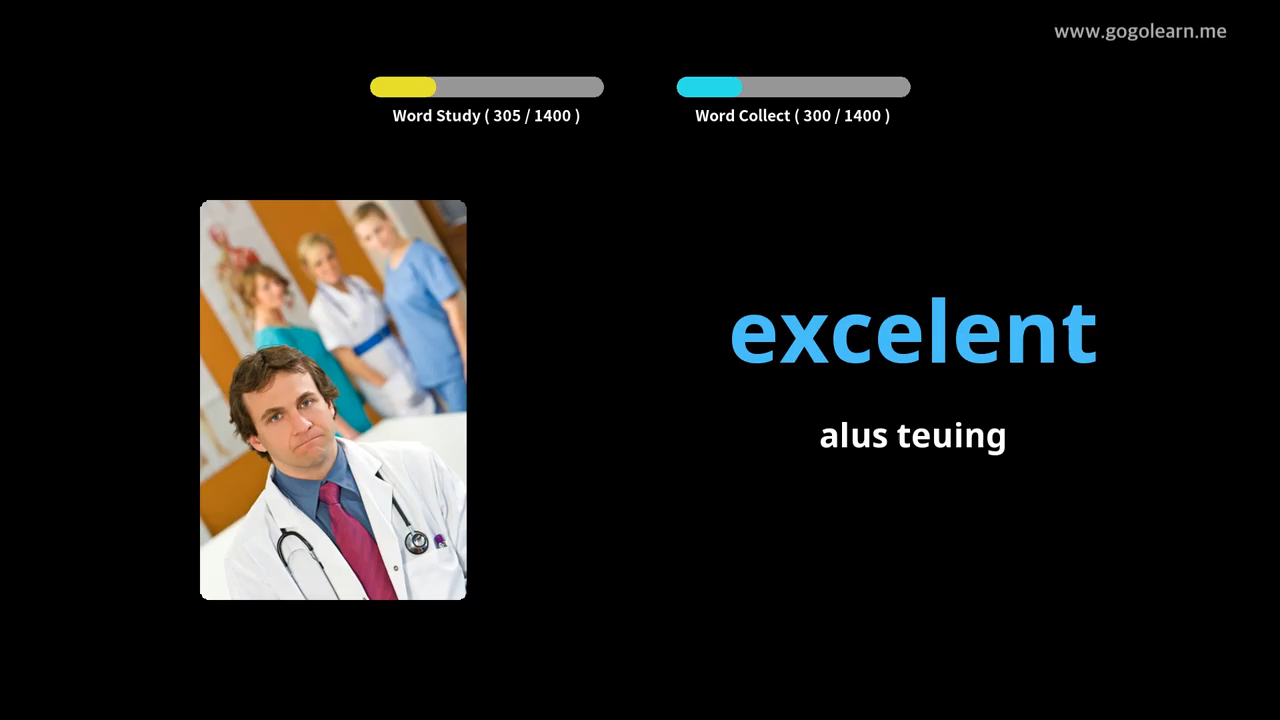 www.gogolearn.me
Word Study ( 305 / 1400 )
Word Collect ( 300 / 1400 )
excelent
alus teuing